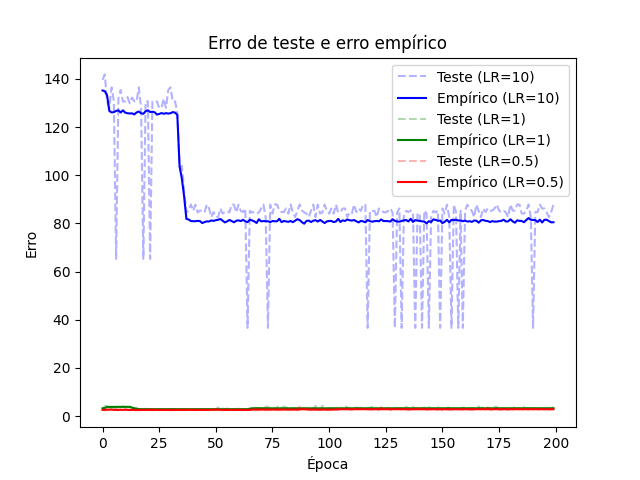 Erro de teste e erro empírico
Erro
140
120
100
80
60
40
20
0
Teste (LR=10)
Empírico (LR=10)
Teste (LR=1)
Empírico (LR=1)
Teste (LR=0.5)
Empírico (LR=0.5)
0 25 50 75 100 125 150 175 200
Época